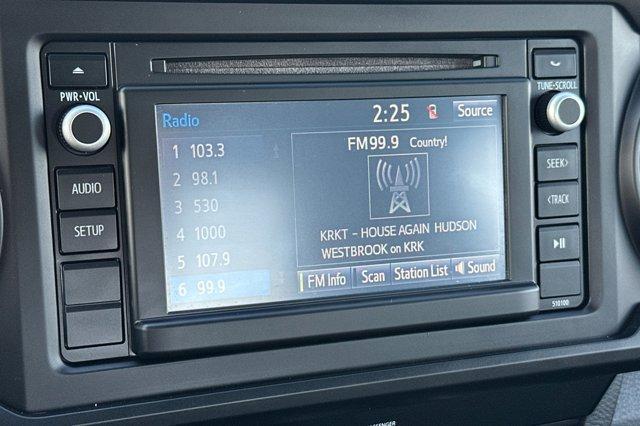 PWR•VOL
AUDIO
SETUP
Radio
2:25
Source
1 103.3
2 98.1
3 530
4 1000
5 107.9
6 99.9
FM99.9 Country!
KRKT - HOUSE AGAIN HUDSON
WESTBROOK on KRK
FM Info
Scan
Station List
Sound
TUNE•SCROLL
SEEK>
<TRACK
510100